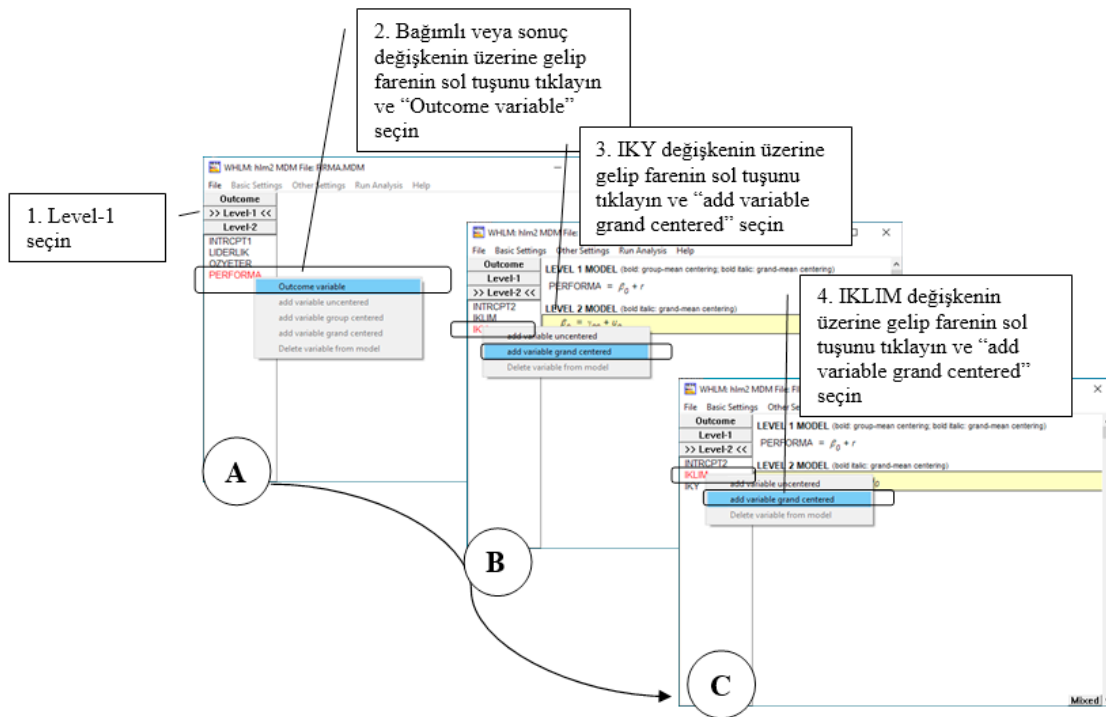 2. Bağımlı veya sonuç
değişkenin üzerine gelip
farenin sol tuşunu tıklayın
ve “Outcome variable”
seçin
3. IKY değişkenin üzerine
gelip farenin sol tuşunu
tıklayın ve “add variable
grand centered” seçin
1. Level-1
seçin
4. IKLIM değişkenin
üzerine gelip farenin sol
tuşunu tıklayın ve “add
variable grand centered”
seçin
WHLM: hlm2 MDM File: FIRMA.MDM
File Basic Settings Other Settings Run Analysis Help
Outcome
>> Level-1 <<
Level-2
INTRCPT1
LIDERLIK
OZYETER
PERFORMA
Outcome variable
add variable uncentered
add variable group centered
add variable grand centered
Delete variable from model
A
WHLM: hlm2 MDM File:
File Basic Settings Other Settings Run Analysis Help
Outcome
Level-1
>> Level-2 <<
INTRCPT2
IKLIM
LEVEL 1 MODEL (bold: group-mean centering; bold italic: grand-mean centering)
PERFORMA = β0 + r
LEVEL 2 MODEL (bold italic: grand-mean centering)
β0 = γ00 + u0
add variable uncentered
add variable grand centered
Delete variable from model
B
WHLM: hlm2 MDM File:
File Basic Settings Other
Outcome
Level-1
>> Level-2 <<
INTRCPT2
IKLIM
IKY
LEVEL 1 MODEL (bold: group-mean centering; bold italic: grand-mean centering)
PERFORMA = β0 + r
LEVEL 2 MODEL (bold italic: grand-mean centering)
add variable uncentered
add variable grand centered
Delete variable from model
C
Mixed